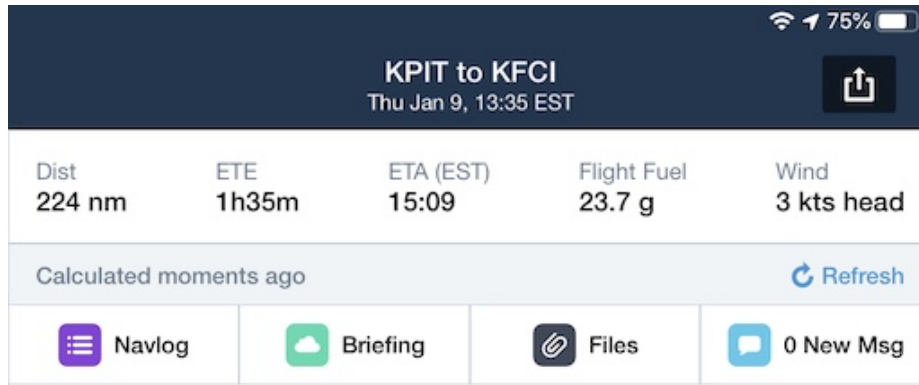 75%
KPIT to KFCI
Thu Jan 9, 13:35 EST
Dist ETE ETA (EST) Flight Fuel Wind
224 nm 1h35m 15:09 23.7 g 3 kts head
Calculated moments ago Refresh
Navlog Briefing Files 0 New Msg